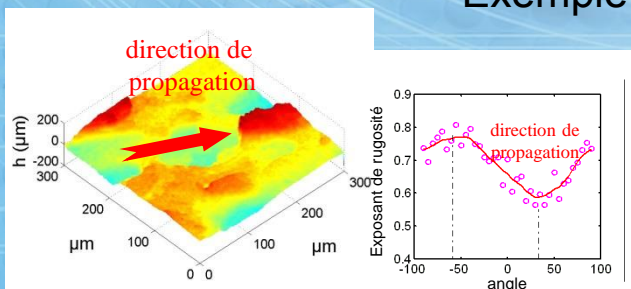 Exemple
direction de
propagation
h (µm)
200
0
-200
300
200
100
0
µm
0
100
200
300
µm
Exposant de rugosité
0.9
0.8
0.7
0.6
0.5
0.4
direction de
propagation
-100
-50
0
50
100
angle